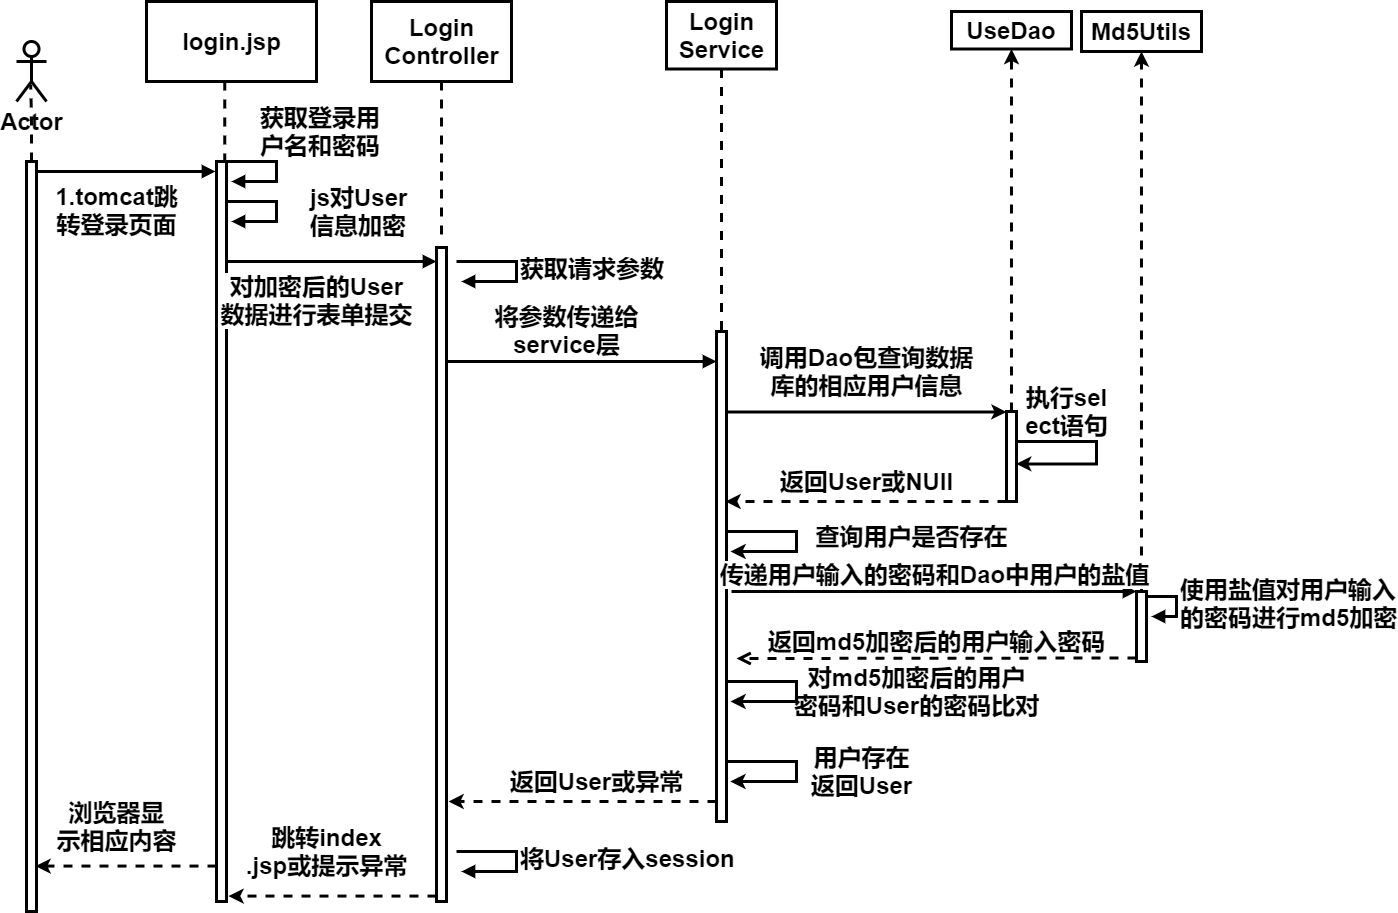 login.jsp
Login
Controller
Login
Service
UseDao
Md5Utils
Actor
获取登录用
户名和密码
1.tomcat跳
转登录页面
js对User
信息加密
对加密后的User
数据进行表单提交
获取请求参数
将参数传递给
service层
调用Dao包查询数据
库的相应用户信息
执行sel
ect语句
返回User或NUll
查询用户是否存在
传递用户输入的密码和Dao中用户的盐值
使用盐值对用户输入
的密码进行md5加密
返回md5加密后的用户输入密码
对md5加密后的用户
密码和User的密码比对
用户存在
返回User
返回User或异常
浏览器显
示相应内容
跳转index
.jsp或提示异常
将User存入session